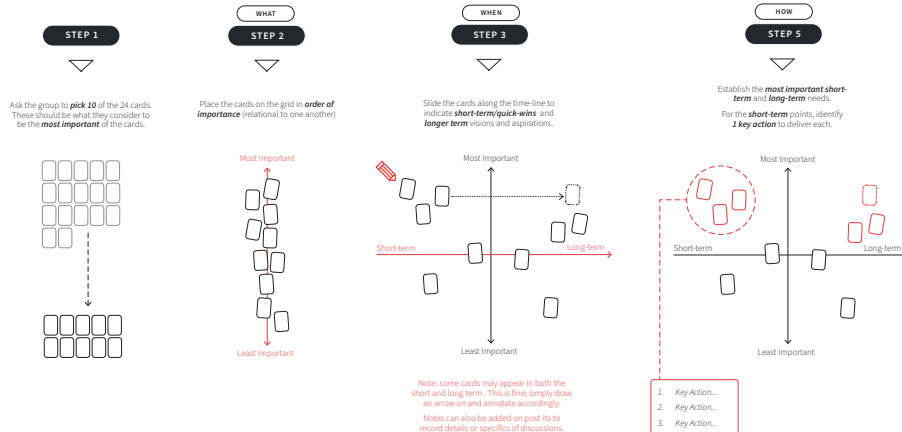 STEP 1
Ask the group to pick 10 of the 24 cards.
These should be what they consider to
be the most important of the cards.
WHAT
STEP 2
Place the cards on the grid in order of
importance (relational to one another)
Most Important
Least Important
WHEN
STEP 3
Slide the cards along the time-line to
indicate short-term/quick-wins and
longer term visions and aspirations.
Most Important
Short-term
Long-term
Least Important
Note: some cards may appear in both the
short and long term . This is fine; simply draw
an arrow on and annotate accordingly.
Notes can also be added on post-its to
record details or specifics of discussions.
HOW
STEP 5
Establish the most important short-
term and long-term needs.
For the short-term points, identify
1 key action to deliver each.
Most Important
Short-term
Long-term
Least Important
1. Key Action...
2. Key Action...
3. Key Action...